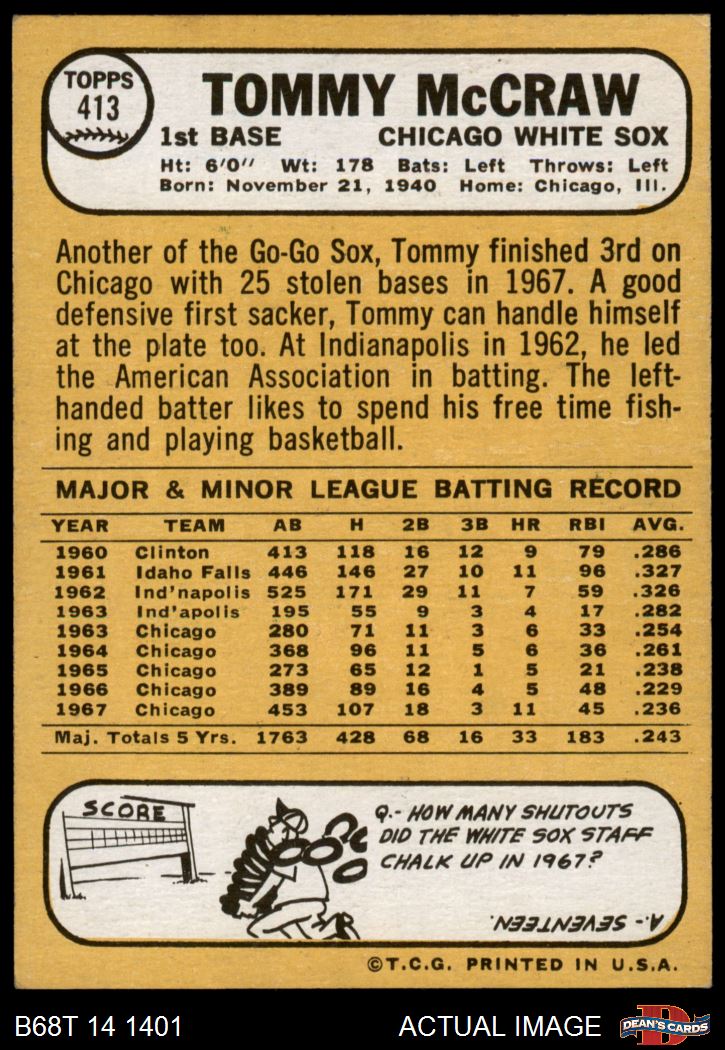 TOPPS
413
TOMMY McCRAW
1st BASE CHICAGO WHITE SOX
Ht: 6'0" Wt: 178 Bats: Left Throws: Left
Born: November 21, 1940 Home: Chicago, Ill.
Another of the Go-Go Sox, Tommy finished 3rd on
Chicago with 25 stolen bases in 1967. A good
defensive first sacker, Tommy can handle himself
at the plate too. At Indianapolis in 1962, he led
the American Association in batting. The left-
handed batter likes to spend his free time fish-
ing and playing basketball.
MAJOR & MINOR LEAGUE BATTING RECORD
YEAR TEAM AB H 2B 3B HR RBI AVG.
1960 Clinton 413 118 16 12 9 79 .286
1961 Idaho Falls 446 146 27 10 11 96 .327
1962 Ind'napolis 525 171 29 11 7 59 .326
1963 Ind'apolis 195 55 9 3 4 17 .282
1963 Chicago 280 71 11 3 6 33 .254
1964 Chicago 368 96 11 5 6 36 .261
1965 Chicago 273 65 12 1 5 21 .238
1966 Chicago 389 89 16 4 5 48 .229
1967 Chicago 453 107 18 3 11 45 .236
Maj. Totals 5 Yrs. 1763 428 68 16 33 183 .243
SCORE
Q.- HOW MANY SHUTOUTS
DID THE WHITE SOX STAFF
CHALK UP IN 1967?
A.- SEVENTEEN.
©T.C.G. PRINTED IN U.S.A.
B68T 14 1401 ACTUAL IMAGE
D
DEAN'S CARDS